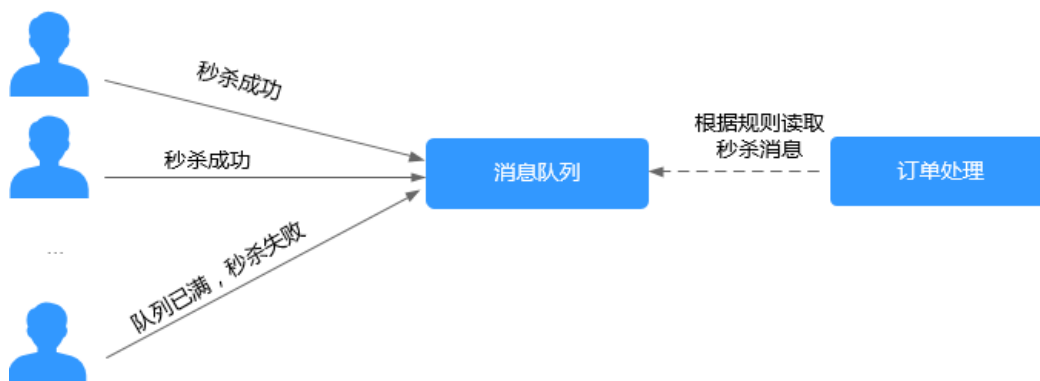 秒杀成功
秒杀成功
队列已满，秒杀失败
...
消息队列
根据规则读取
秒杀消息
订单处理